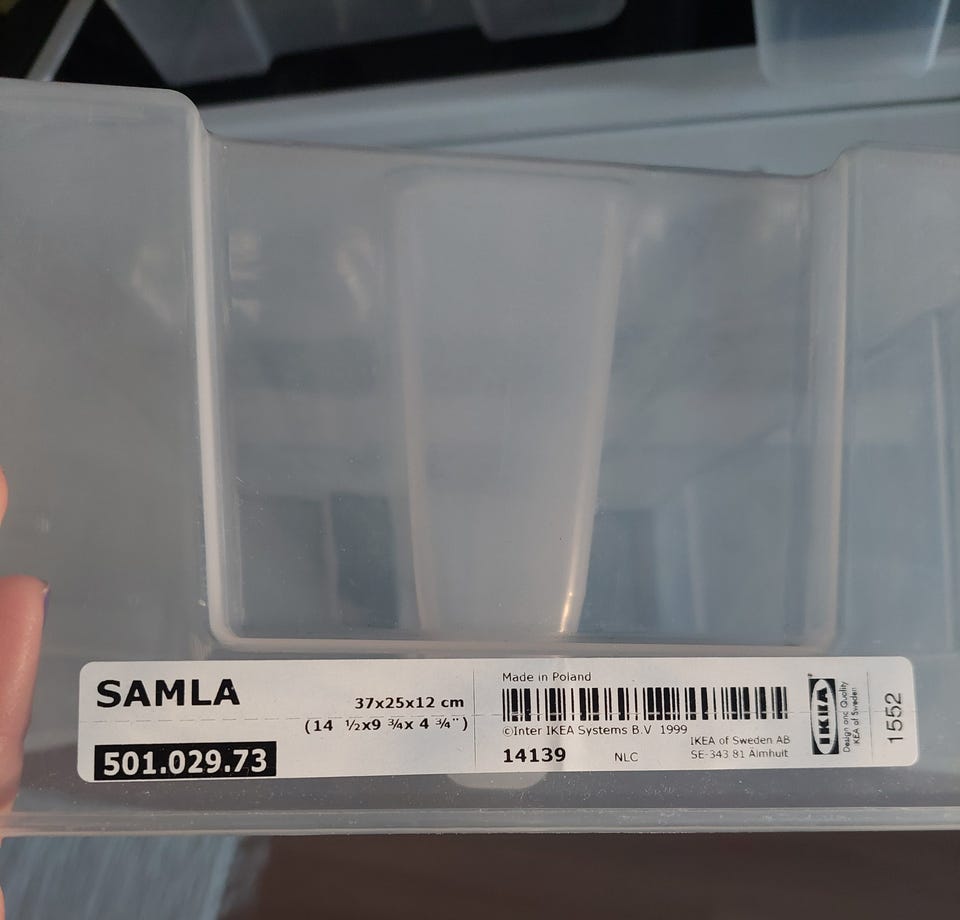 SAMLA
37x25x12 cm
(14 ½x9 ¾x 4 ¾")
501.029.73
Made in Poland
©Inter IKEA Systems B.V 1999
14139 NLC
IKEA of Sweden AB
SE-343 81 Älmhult
IKEA
Design and Quality
IKEA of Sweden
1552